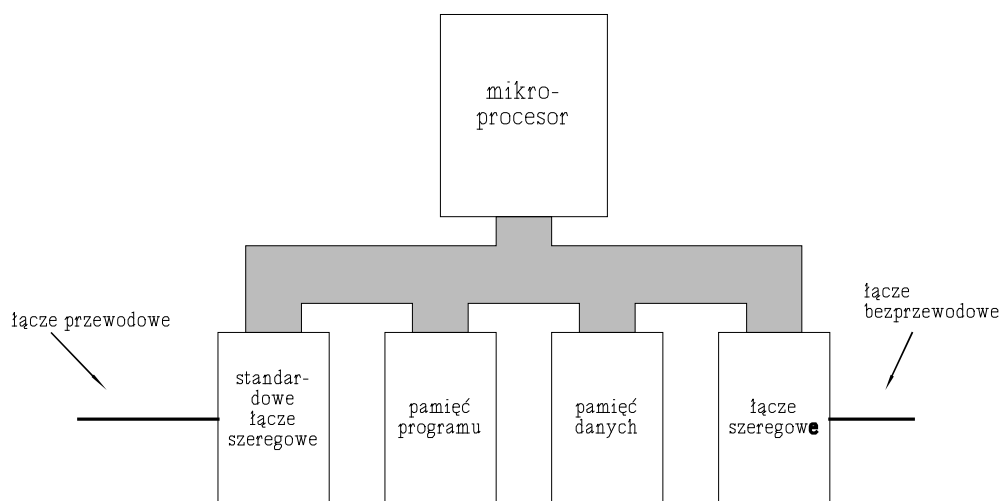 mikro-
procesor
łącze przewodowe
łącze
bezprzewodowe
standar-
dowe
łącze
szeregowe
pamięć
programu
pamięć
danych
łącze
szeregowe